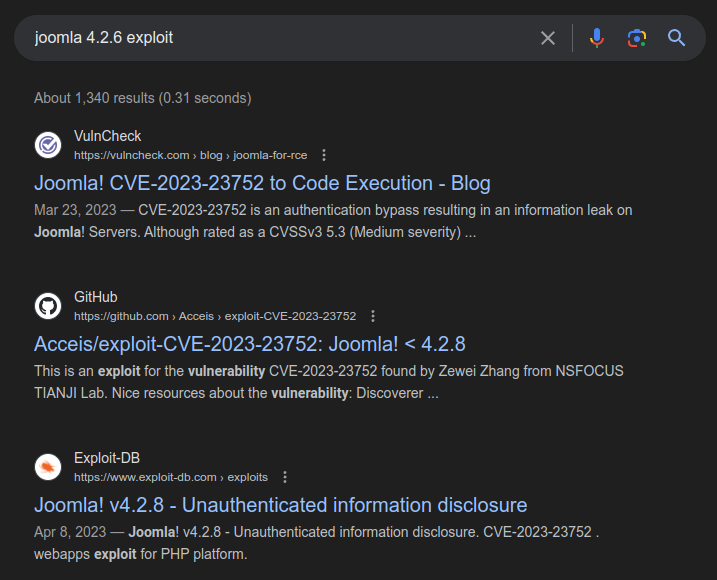 joomla 4.2.6 exploit
About 1,340 results (0.31 seconds)
VulnCheck
https://vulncheck.com › blog › joomla-for-rce
Joomla! CVE-2023-23752 to Code Execution - Blog
Mar 23, 2023 — CVE-2023-23752 is an authentication bypass resulting in an information leak on
Joomla! Servers. Although rated as a CVSSv3 5.3 (Medium severity) ...
GitHub
https://github.com › Acceis › exploit-CVE-2023-23752
Acceis/exploit-CVE-2023-23752: Joomla! < 4.2.8
This is an exploit for the vulnerability CVE-2023-23752 found by Zewei Zhang from NSFOCUS
TIANJI Lab. Nice resources about the vulnerability: Discoverer ...
Exploit-DB
https://www.exploit-db.com › exploits
Joomla! v4.2.8 - Unauthenticated information disclosure
Apr 8, 2023 — Joomla! v4.2.8 - Unauthenticated information disclosure. CVE-2023-23752 .
webapps exploit for PHP platform.